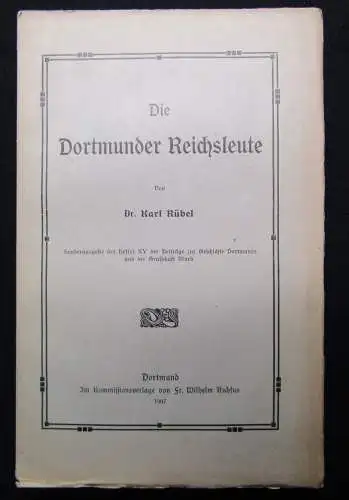 Die
Dortmunder Reichsleute
Von
Dr. Karl Rübel
Sonderausgabe des Heftes XV der Beiträge zur Geschichte Dortmunds
und der Grafschaft Mark
Dortmund
Im Kommissionsverlage von Fr. Wilhelm Ruhfus
1907